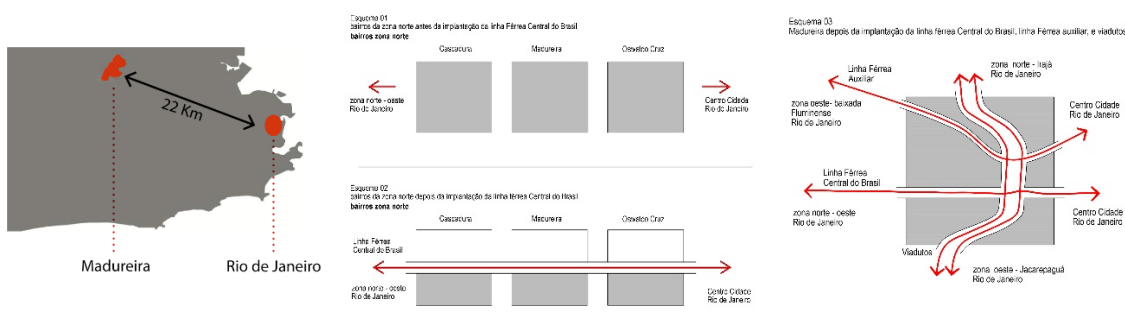 22 Km
Madureira
Rio de Janeiro
Esquema 01
bairros da zona norte antes da implantação da linha Férrea Central do Brasil
bairros zona norte
Cascadura
Madureira
Osvaldo Cruz
zona norte - oeste
Rio de Janeiro
Centro Cidade
Rio de Janeiro
Esquema 02
bairros da zona norte depois da implantação da linha férrea Central do Brasil
bairros zona norte
Cascadura
Madureira
Osvaldo Cruz
Linha Férrea
Central do Brasil
zona norte - oeste
Rio de Janeiro
Centro Cidade
Rio de Janeiro
Esquema 03
Madureira depois da implantação da linha férrea Central do Brasil, linha Férrea auxiliar, e viadutos
Linha Férrea
Auxiliar
zona norte - Irajá
Rio de Janeiro
zona oeste- baixada
Fluminense
Rio de Janeiro
Centro Cidade
Rio de Janeiro
Linha Férrea
Central do Brasil
zona norte - oeste
Rio de Janeiro
Centro Cidade
Rio de Janeiro
Viadutos
zona oeste - Jacarepaguá
Rio de Janeiro